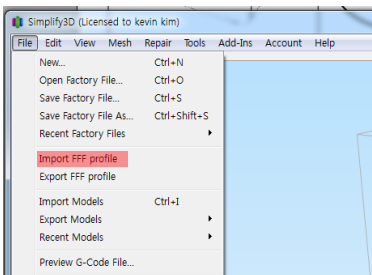 Simplify3D (Licensed to kevin kim)
File Edit View Mesh Repair Tools Add-Ins Account Help
New... Ctrl+N
Open Factory File... Ctrl+O
Save Factory File... Ctrl+S
Save Factory File As... Ctrl+Shift+S
Recent Factory Files
Import FFF profile
Export FFF profile
Import Models Ctrl+I
Export Models
Recent Models
Preview G-Code File...